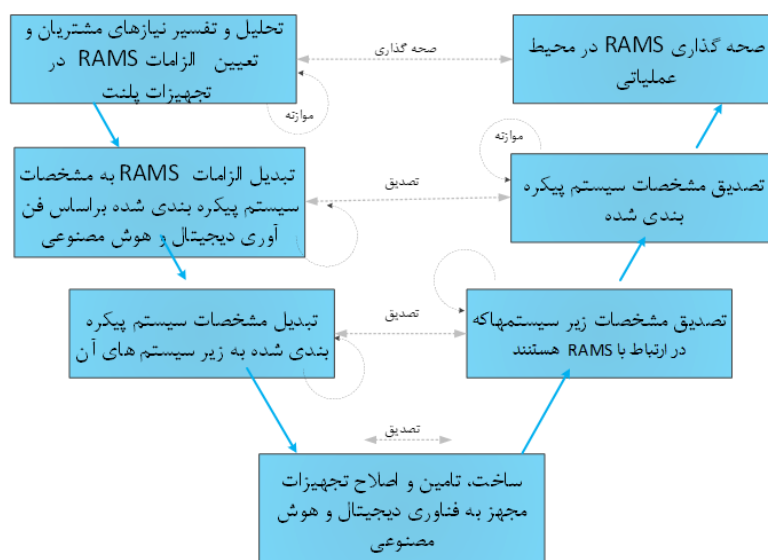 تحلیل و تفسیر نیازهای مشتریان و
تعیین الزامات RAMS در
تجهیزات پلنت
صحه گذاری
صحه گذاری RAMS در محیط
عملیاتی
موازته
موازته
تبدیل الزامات RAMS به مشخصات
سیستم پیکره بندی شده براساس فن
آوری دیجیتال و هوش مصنوعی
تصدیق
تصدیق مشخصات سیستم پیکره
بندی شده
تبدیل مشخصات سیستم پیکره
بندی شده به زیر سیستم های آن
تصدیق
تصدیق مشخصات زیر سیستمهاکه
در ارتباط با RAMS هستنند
تصدیق
ساخت، تامین و اصلاح تجهیزات
مجهز به فناوری دیجیتال و هوش
مصنوعی